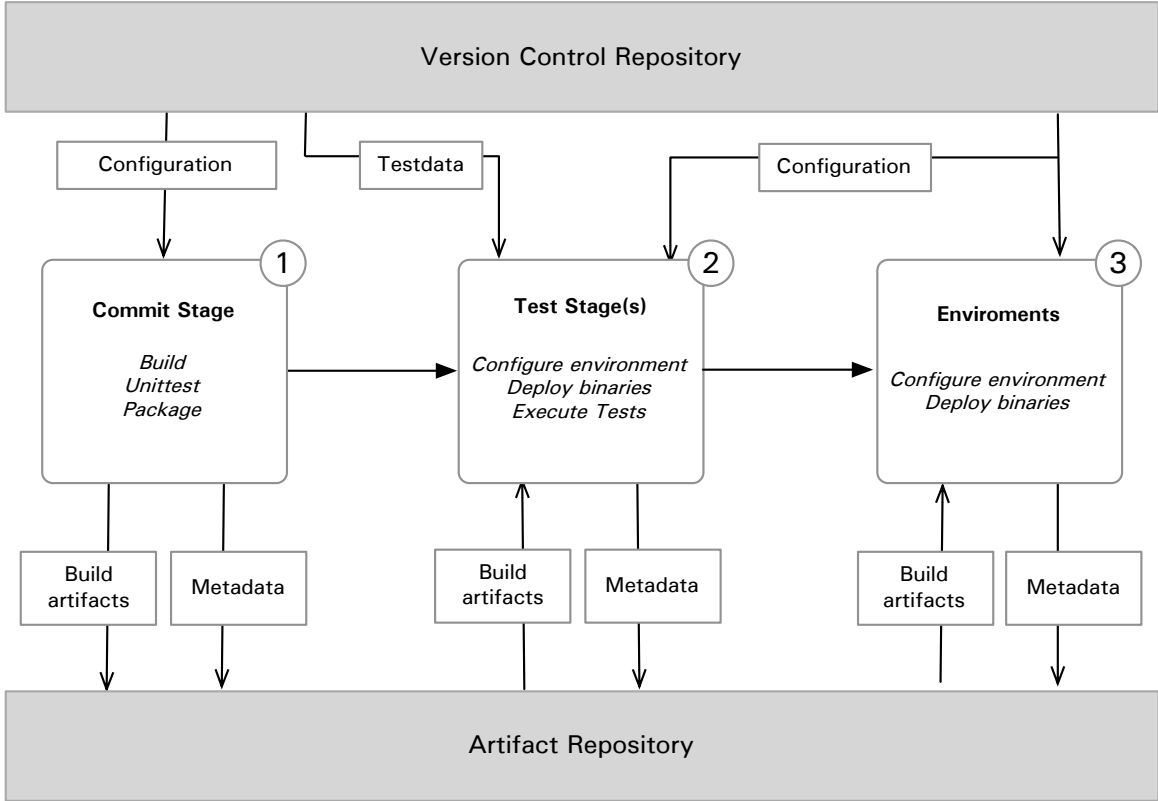 Version Control Repository
Configuration
Testdata
Configuration
1
2
3
Commit Stage
Build
Unittest
Package
Test Stage(s)
Configure environment
Deploy binaries
Execute Tests
Enviroments
Configure environment
Deploy binaries
Build
artifacts
Metadata
Build
artifacts
Metadata
Build
artifacts
Metadata
Artifact Repository